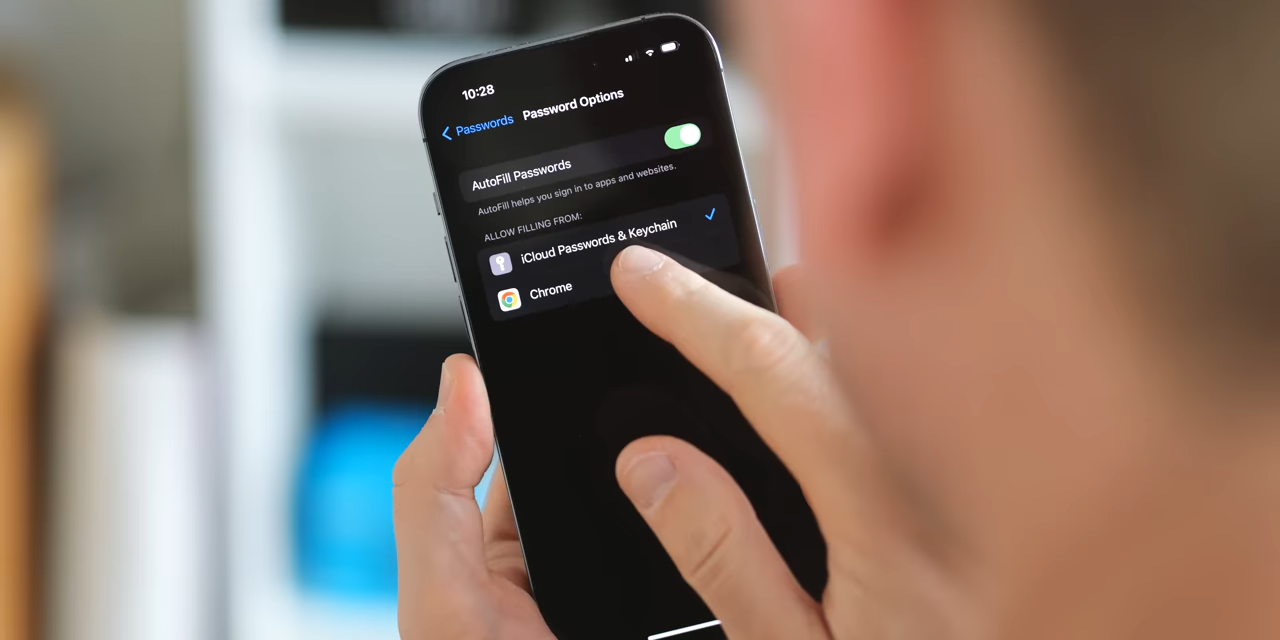 10:28
Passwords Password Options
AutoFill Passwords
AutoFill helps you sign in to apps and websites.
ALLOW FILLING FROM:
iCloud Passwords & Keychain
Chrome